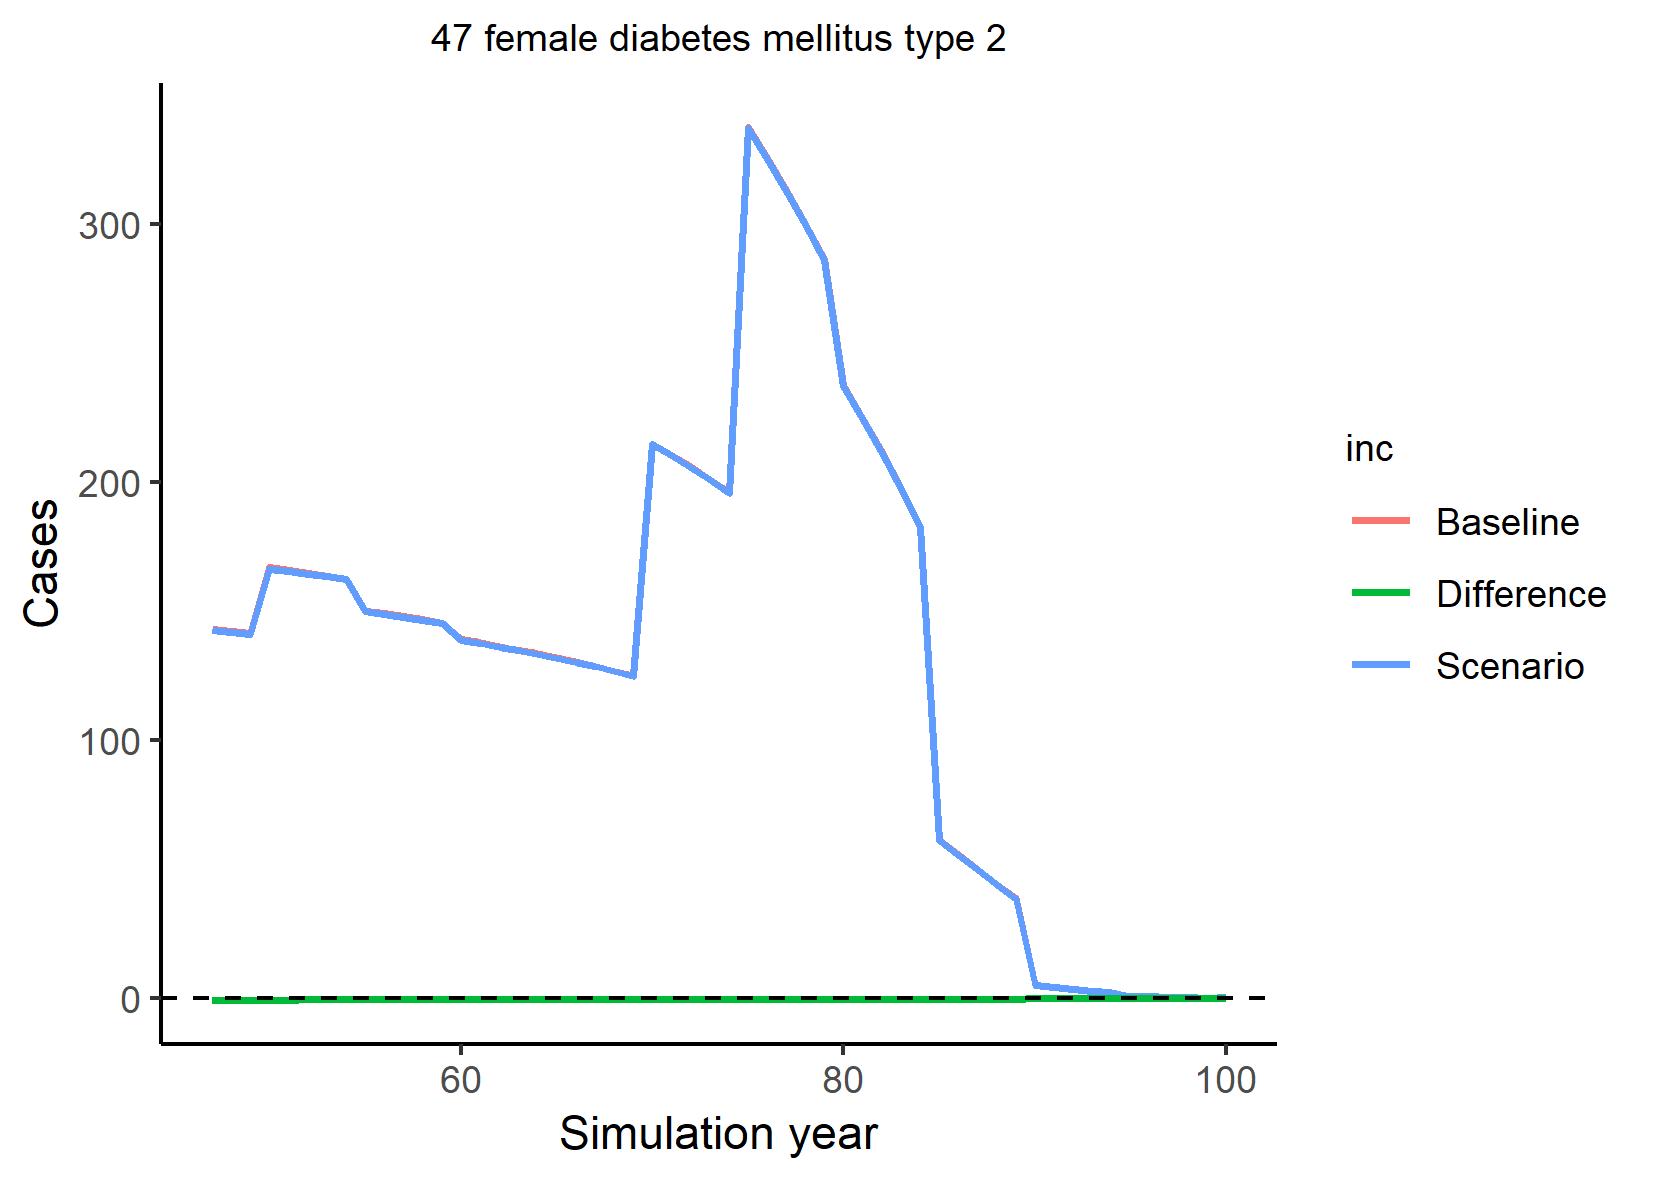 47 female diabetes mellitus type 2
Cases
300
200
100
0
60 80 100
Simulation year
inc
Baseline
Difference
Scenario